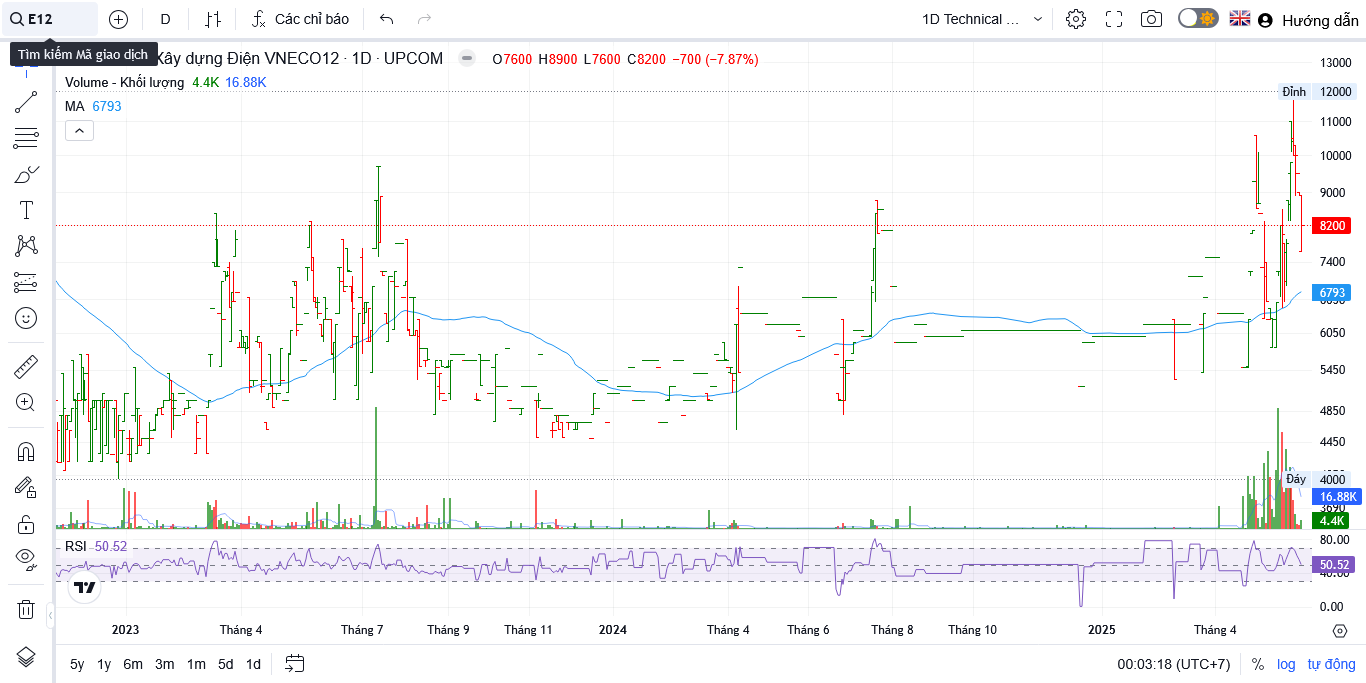 E12
D
Các chỉ báo
1D Technical ...
Hướng dẫn
Tìm kiếm Mã giao dịch
Xây dựng Điện VNECO12 · 1D · UPCOM
O7600 H8900 L7600 C8200 −700 (−7.87%)
Volume - Khối lượng 4.4K 16.88K
MA 6793
13000
Đỉnh 12000
11000
10000
9000
8200
7400
6793
6050
5450
4850
4450
Đáy 4000
16.88K
3690
4.4K
RSI 50.52
80.00
50.52
40.00
0.00
2023 Tháng 4 Tháng 7 Tháng 9 Tháng 11 2024 Tháng 4 Tháng 6 Tháng 8 Tháng 10 2025 Tháng 4
5y 1y 6m 3m 1m 5d 1d
00:03:18 (UTC+7) % log tự động